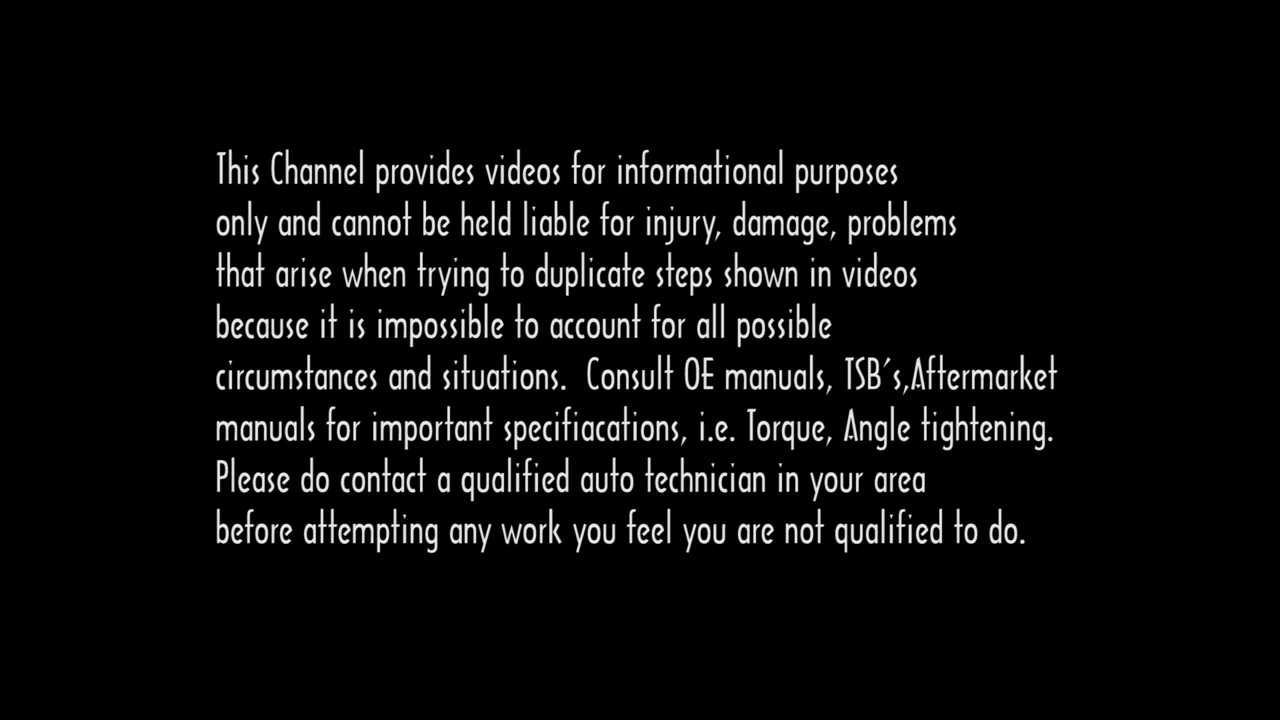 This Channel provides videos for informational purposes
only and cannot be held liable for injury, damage, problems
that arise when trying to duplicate steps shown in videos
because it is impossible to account for all possible
circumstances and situations.  Consult OE manuals, TSB's,Aftermarket
manuals for important specifiacations, i.e. Torque, Angle tightening.
Please do contact a qualified auto technician in your area
before attempting any work you feel you are not qualified to do.